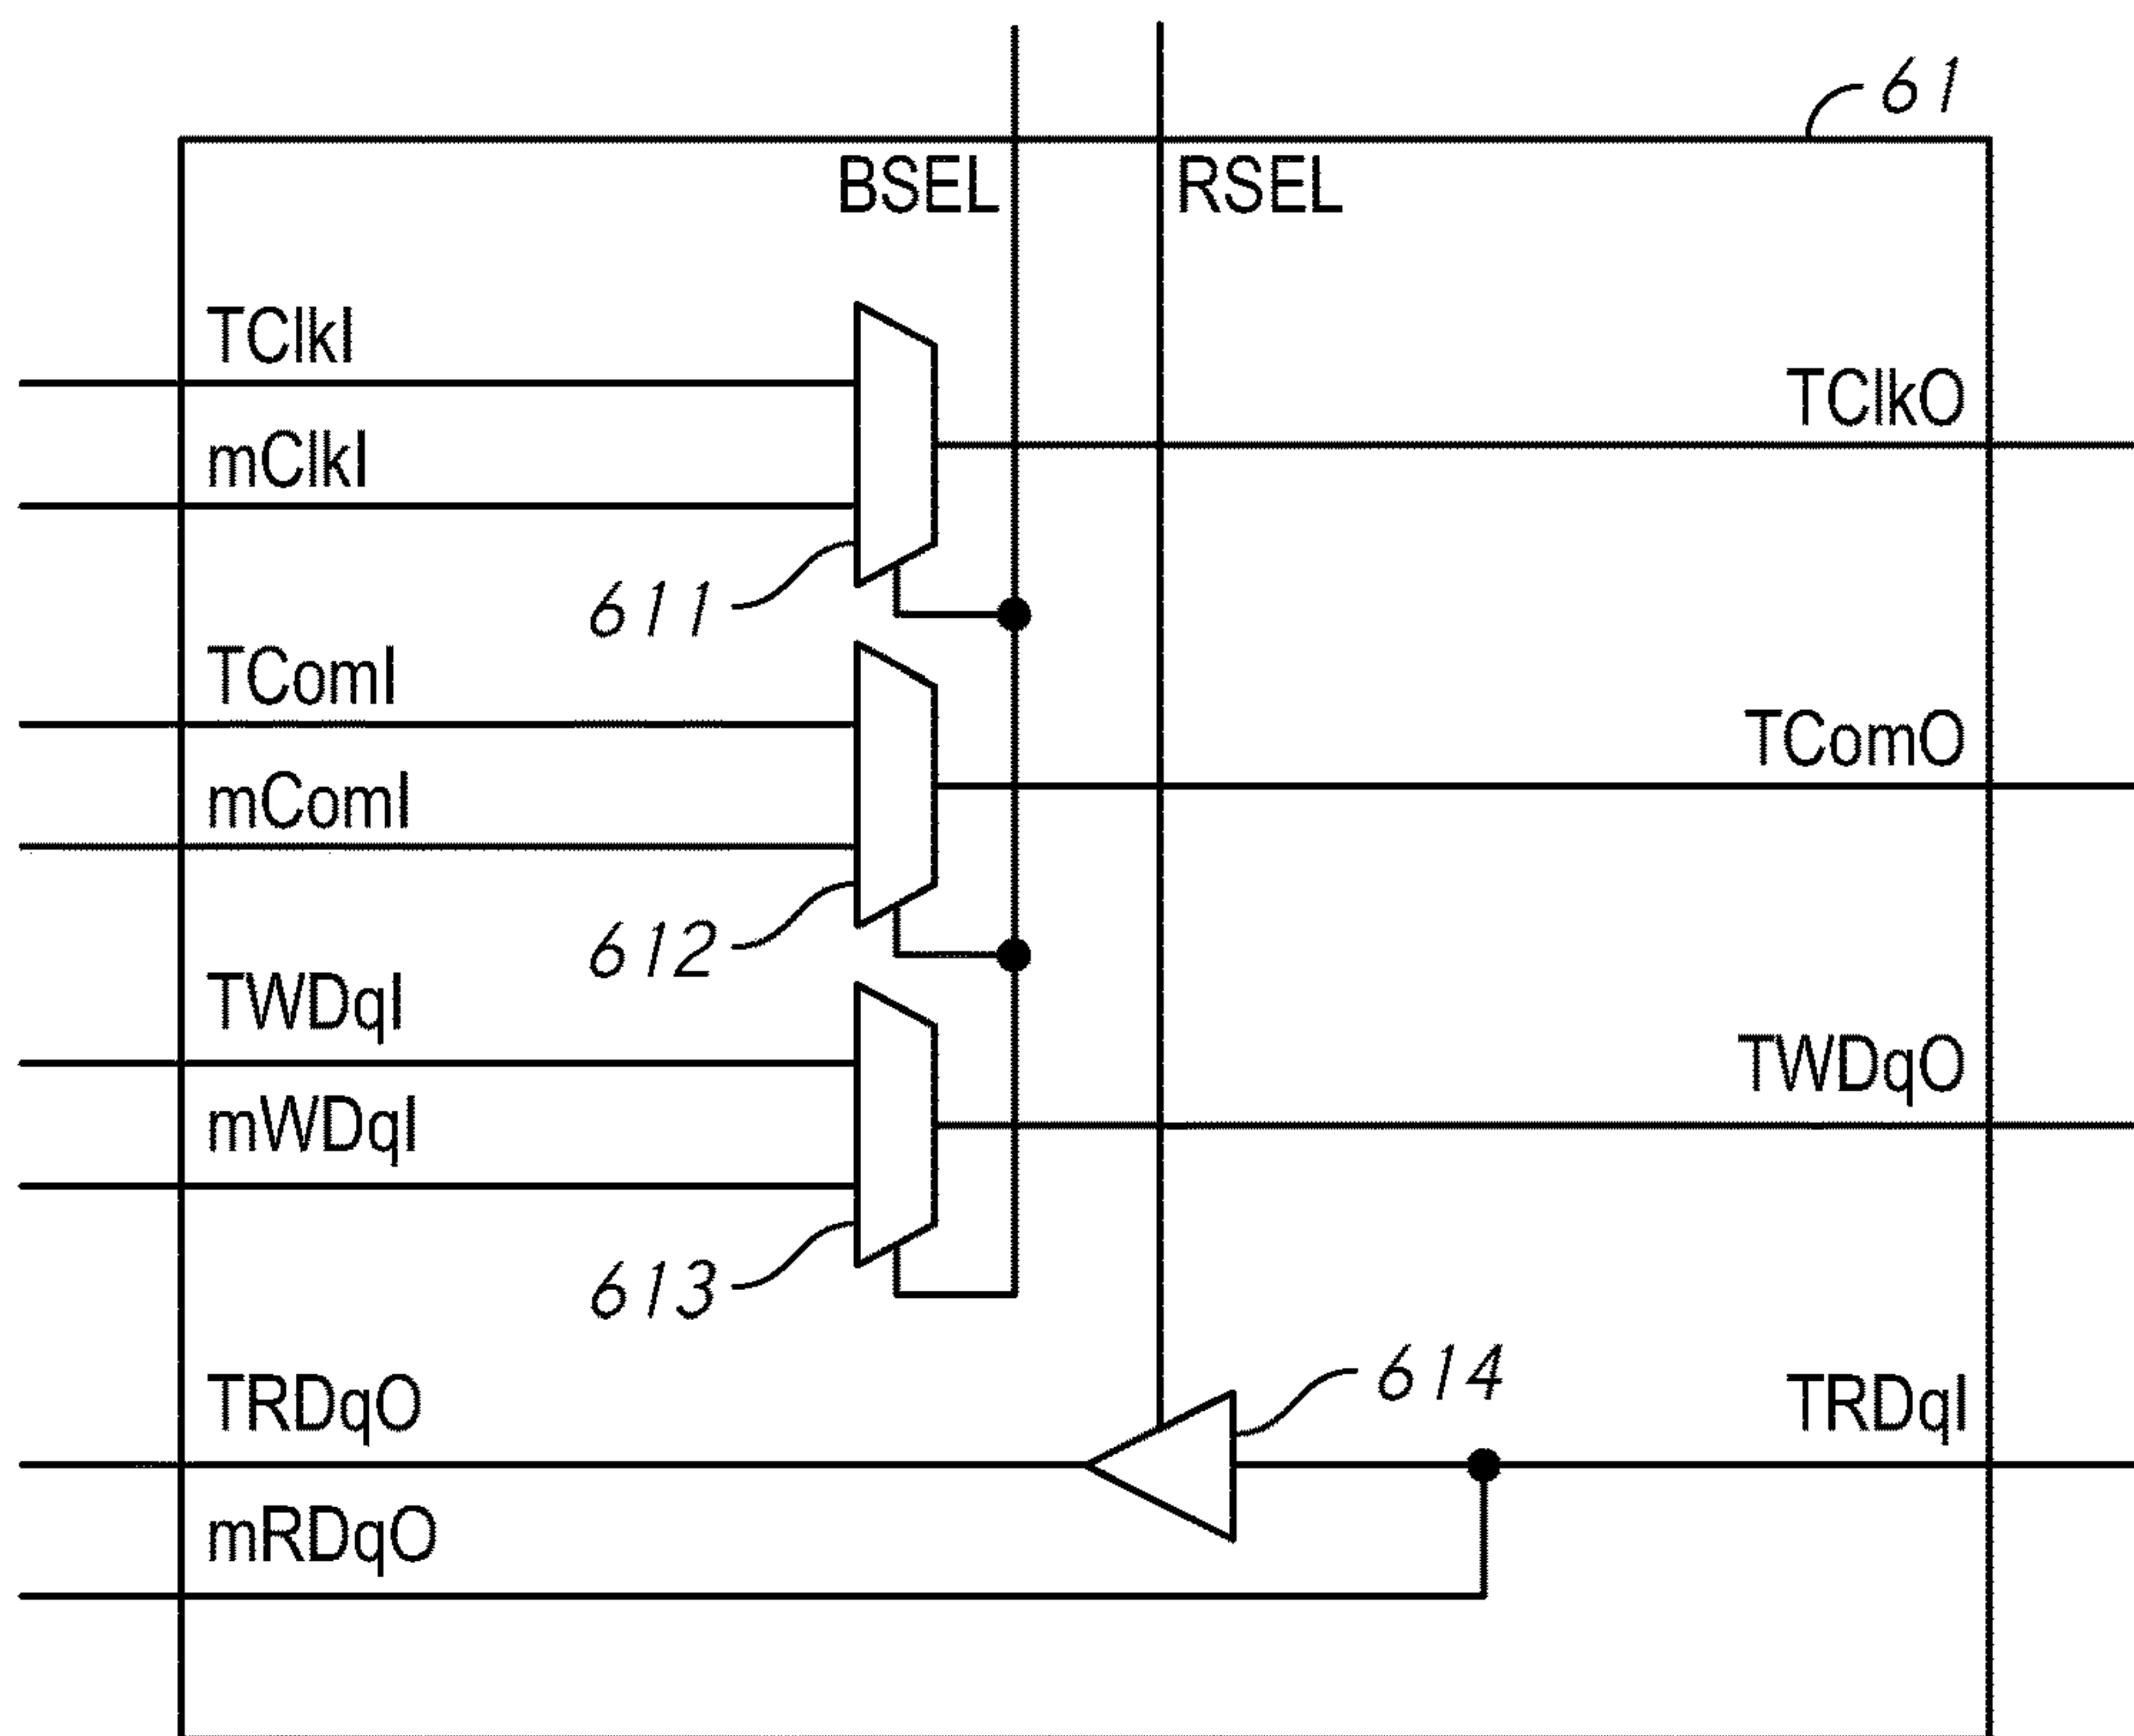 61
BSEL RSEL
TClkI
TClkO
mClkI
611
TComI
TComO
mComI
612
TWDqI
TWDqO
mWDqI
613
614
TRDqO
TRDqI
mRDqO